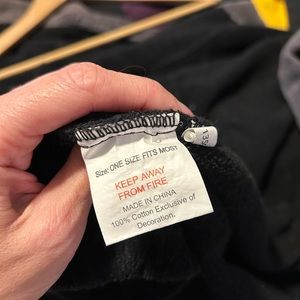 Size: ONE SIZE FITS MOST
KEEP AWAY
FROM FIRE
MADE IN CHINA
100% Cotton Exclusive of
Decoration.